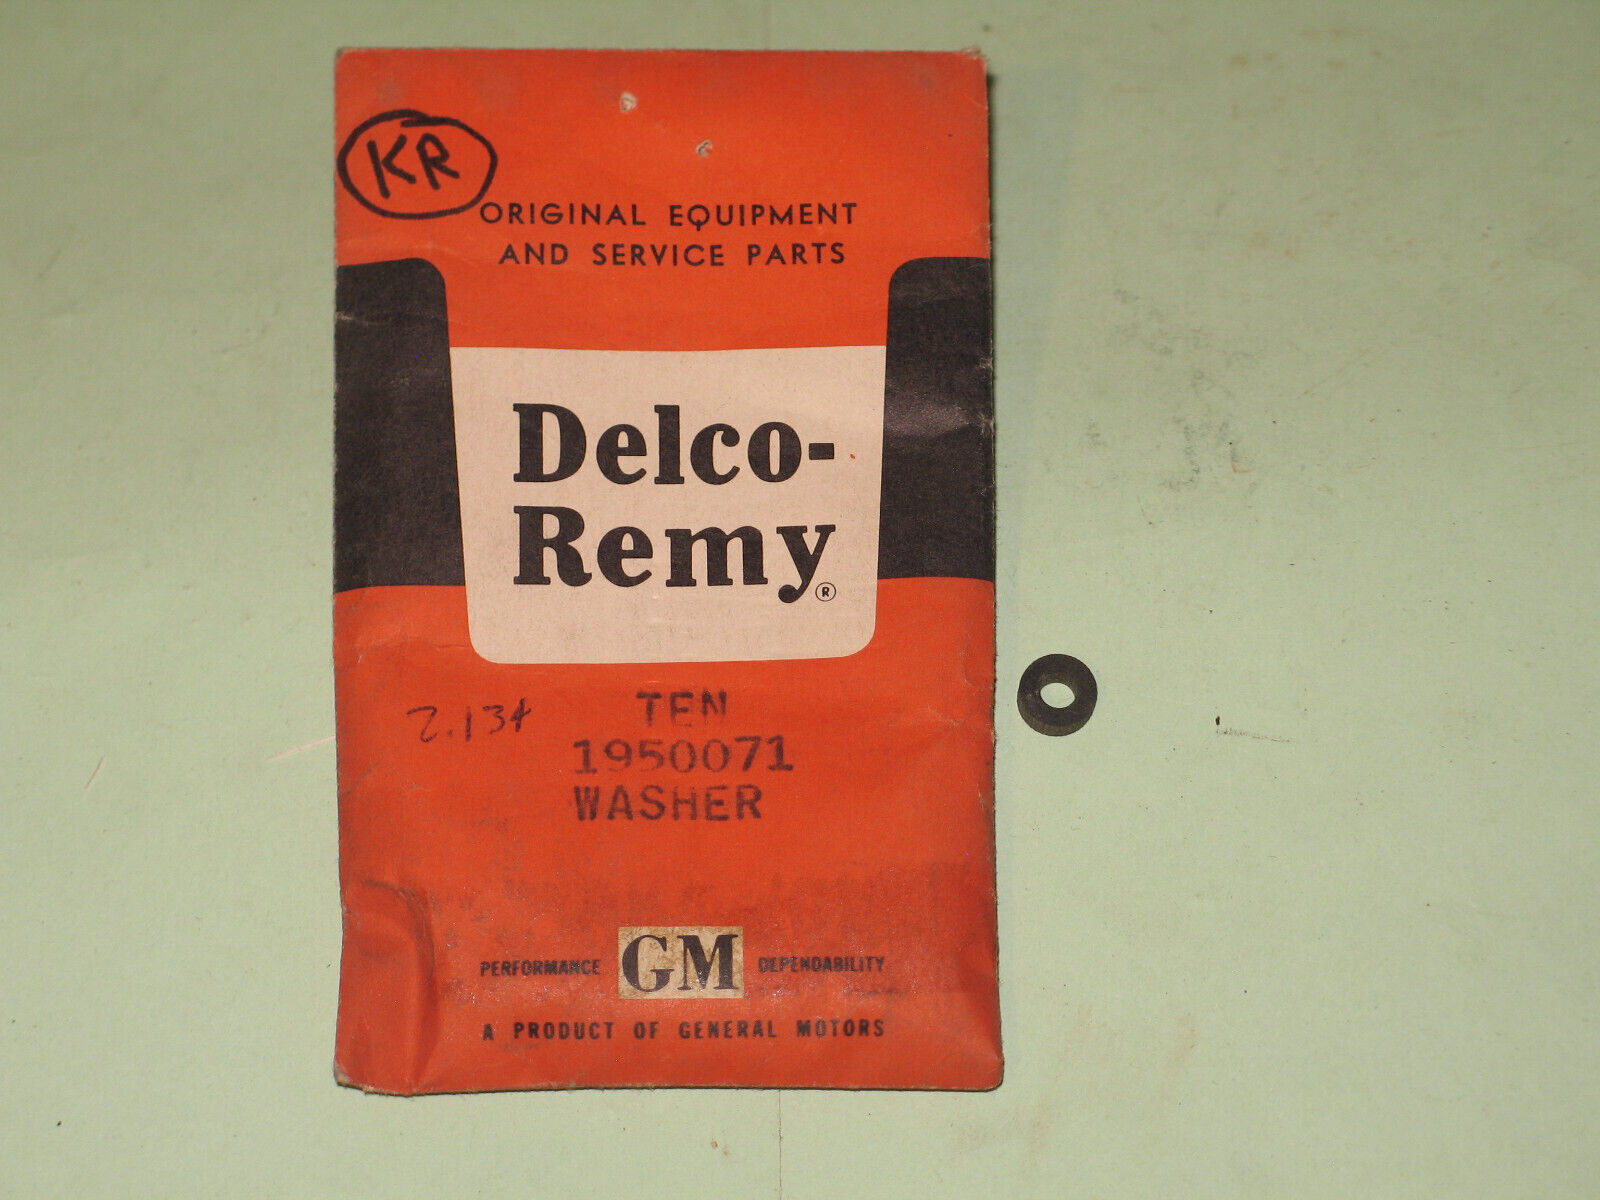 KR
ORIGINAL EQUIPMENT
AND SERVICE PARTS
Delco-
Remy®
2.134
TEN
1950071
WASHER
PERFORMANCE GM DEPENDABILITY
A PRODUCT OF GENERAL MOTORS